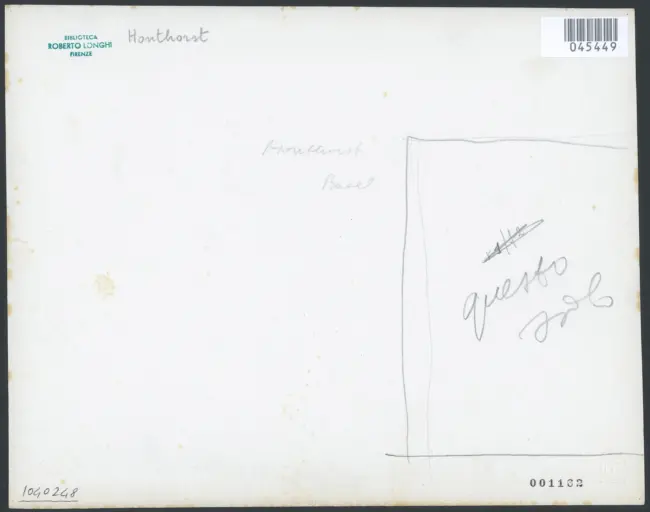 BIBLIOTECA
ROBERTO LONGHI
FIRENZE
Honthorst
045449
Honthorst
Basel
questo
solo
1040248
001182